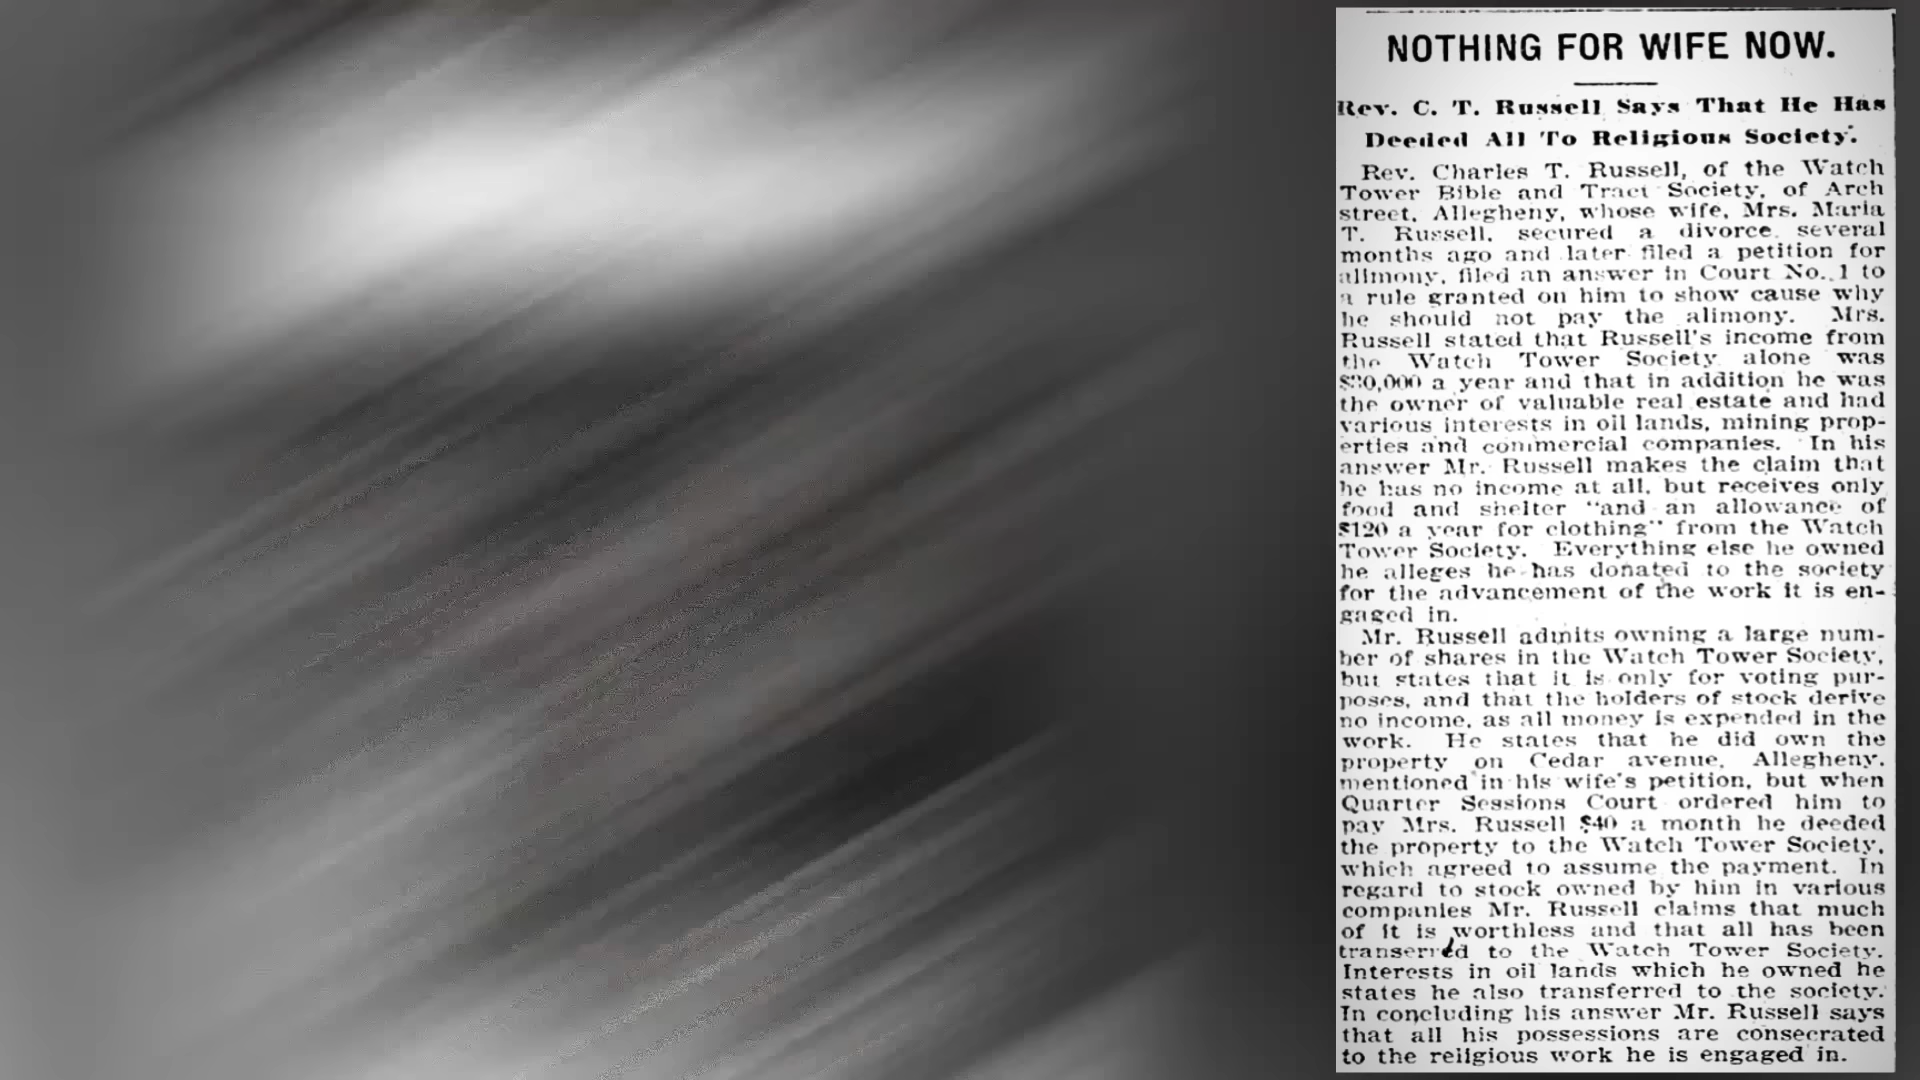 NOTHING FOR WIFE NOW.
Rev. C. T. Russell Says That He Has
Deeded All To Religious Society.
Rev. Charles T. Russell, of the Watch
Tower Bible and Tract Society, of Arch
street, Allegheny, whose wife, Mrs. Maria
T. Russell, secured a divorce several
months ago and later filed a petition for
alimony, filed an answer in Court No. 1 to
a rule granted on him to show cause why
he should not pay the alimony. Mrs.
Russell stated that Russell's income from
the Watch Tower Society alone was
a year and that in addition he was
the owner of valuable real estate and had
various interests in oil lands, mining prop-
erties and commercial companies. In his
answer Mr. Russell makes the claim that
he has no income at all, but receives only
food and shelter "and an allowance of
$120 a year for clothing" from the Watch
Tower Society. Everything else he owned
he alleges he has donated to the society
for the advancement of the work it is en-
gaged in.
Mr. Russell admits owning a large num-
ber of shares in the Watch Tower Society,
but states that it is only for voting pur-
poses, and that the holders of stock derive
no income, as all money is expended in the
work. He states that he did own the
property on Cedar avenue, Allegheny,
mentioned in his wife's petition, but when
Quarter Sessions Court ordered him to
pay Mrs. Russell $40 a month he deeded
the property to the Watch Tower Society,
which agreed to assume the payment. In
regard to stock owned by him in various
companies Mr. Russell claims that much
of it is worthless and that all has been
transerred to the Watch Tower Society.
Interests in oil lands which he owned he
states he also transferred to the society.
In concluding his answer Mr. Russell says
that all his possessions are consecrated
to the religious work he is engaged in.